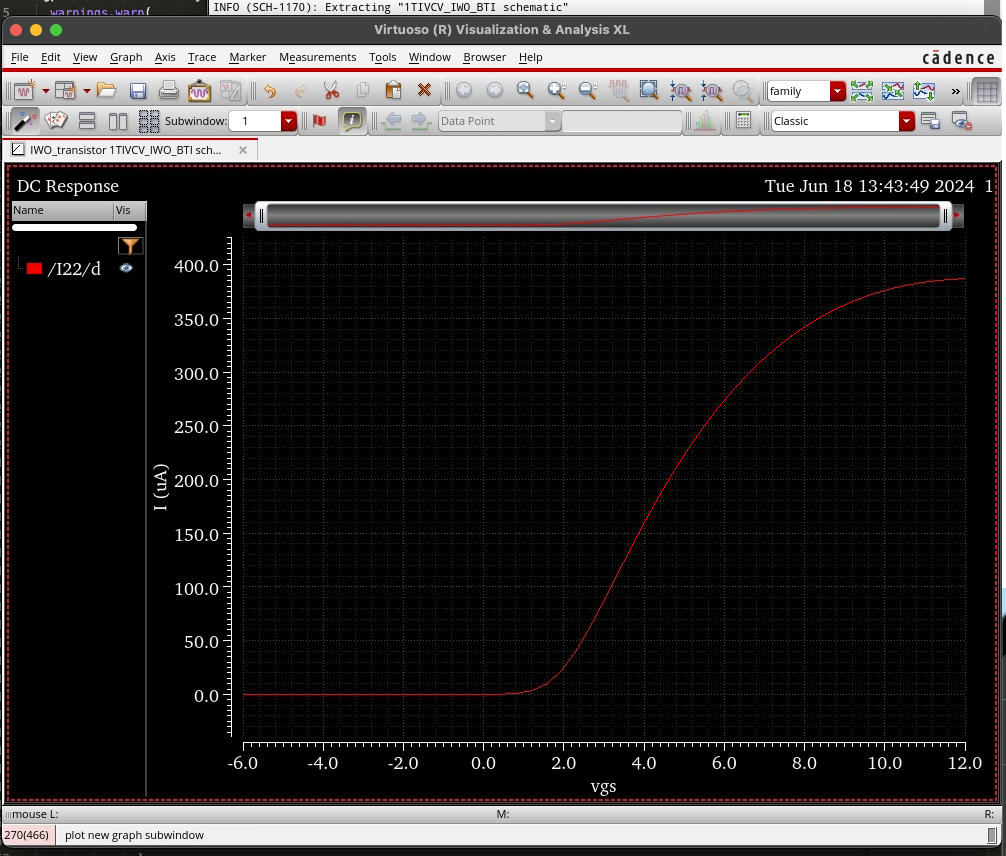 5
warnings.warn(
INFO (SCH-1170): Extracting "1TIVCV_IWO_BTI schematic"
Virtuoso (R) Visualization & Analysis XL
File Edit View Graph Axis Trace Marker Measurements Tools Window Browser Help
cādence
family
»
Subwindow: 1
Data Point
Classic
IWO_transistor 1TIVCV_IWO_BTI sch...
DC Response
Tue Jun 18 13:43:49 2024 1
Name Vis
/I22/d
400.0
350.0
300.0
250.0
200.0
150.0
100.0
50.0
0.0
I (uA)
-6.0 -4.0 -2.0 0.0 2.0 4.0 6.0 8.0 10.0 12.0
vgs
mouse L: M: R:
270(466) plot new graph subwindow